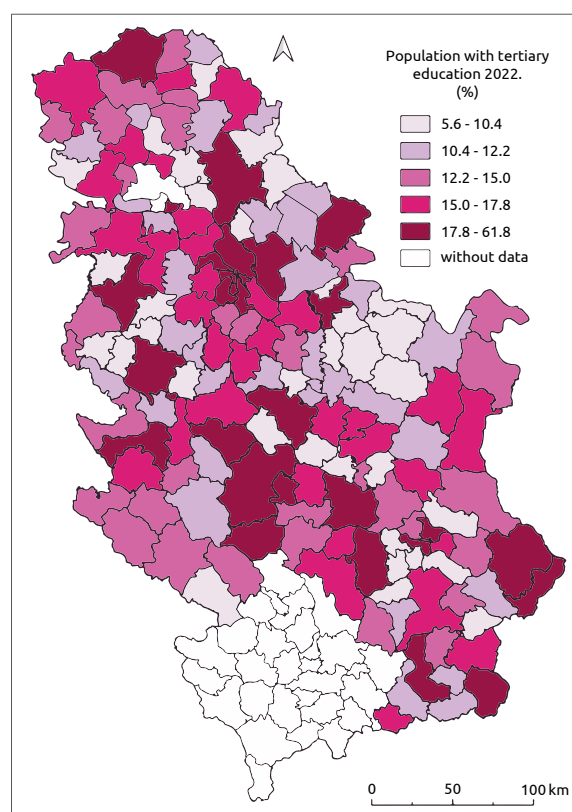 Population with tertiary
education 2022.
(%)
5.6 - 10.4
10.4 - 12.2
12.2 - 15.0
15.0 - 17.8
17.8 - 61.8
without data
0 50 100 km